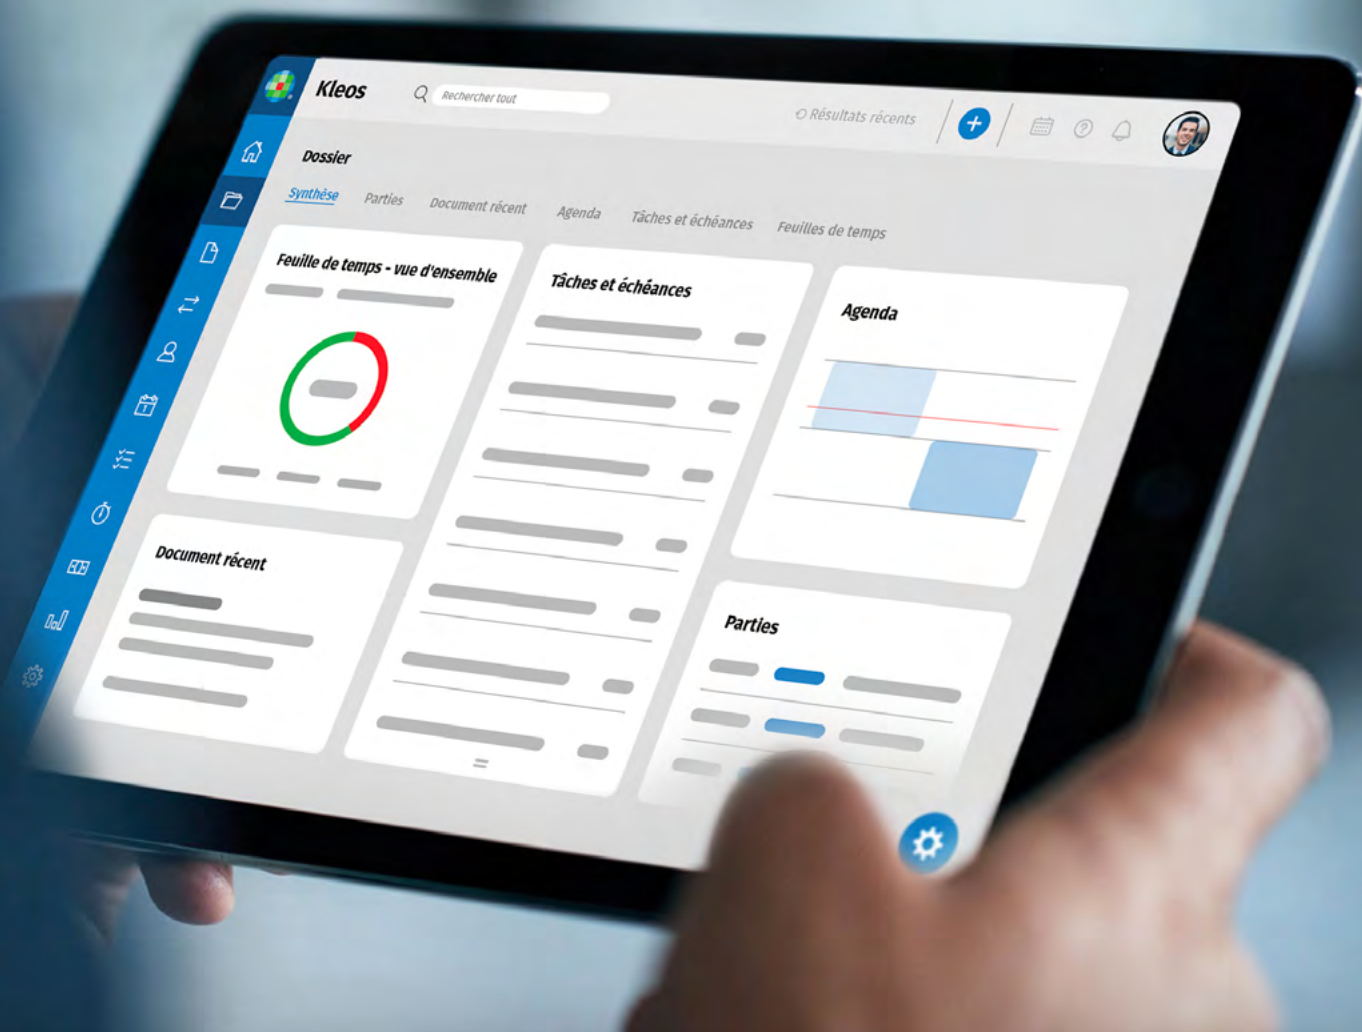 Kleos
Rechercher tout
Résultats récents
Dossier
Synthèse
Parties
Document récent
Agenda
Tâches et échéances
Feuilles de temps
Feuille de temps - vue d'ensemble
Tâches et échéances
Agenda
Document récent
Parties